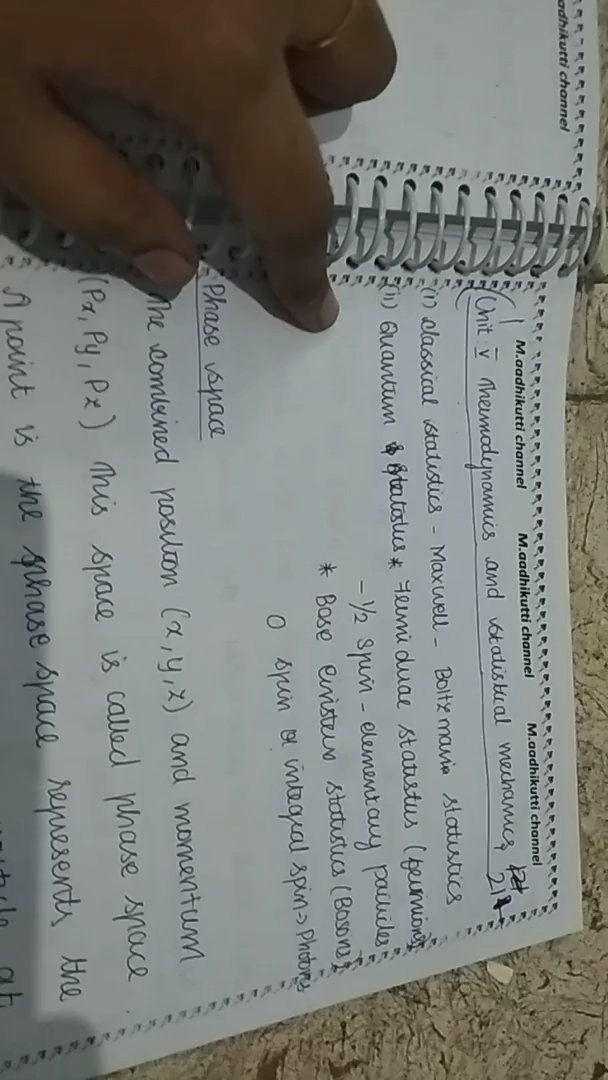 aadhikutti channel
M.aadhikutti channel M.aadhikutti channel M.aadhikutti channel
Unit: V Thermodynamics and statistical mechanics
21
(i) classical statistics - Maxwell - Boltzmann statistics
(ii) Quantum statistics * Fermi dirac statistics (fermions)
- 1/2 spin - elementary particles
* Bose einstein statistics (Bosons)
0 spin or integral spin => Photons
Phase space
The combined position (x, y, z) and momentum
(Px, Py, Pz) This space is called phase space
A point is the phase space represents the
at